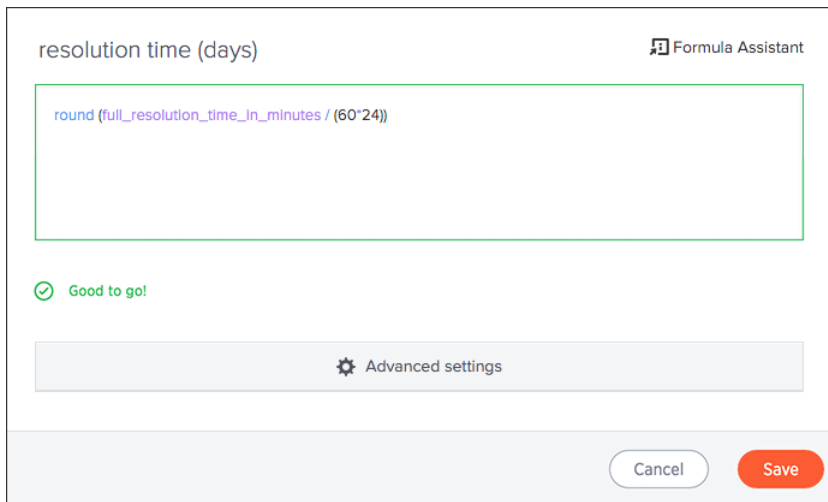 resolution time (days)
Formula Assistant
round (full_resolution_time_in_minutes / (60*24))
Good to go!
Advanced settings
Cancel
Save